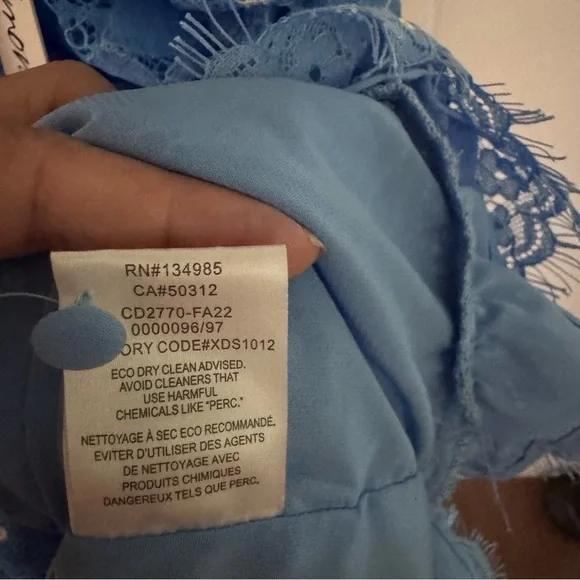 RN#134985
CA#50312
CD2770-FA22
0000096/97
ORY CODE#XDS1012
ECO DRY CLEAN ADVISED.
AVOID CLEANERS THAT
USE HARMFUL
CHEMICALS LIKE "PERC."
NETTOYAGE À SEC ECO RECOMMANDÉ.
EVITER D'UTILISER DES AGENTS
DE NETTOYAGE AVEC
PRODUITS CHIMIQUES
DANGEREUX TELS QUE PERC.